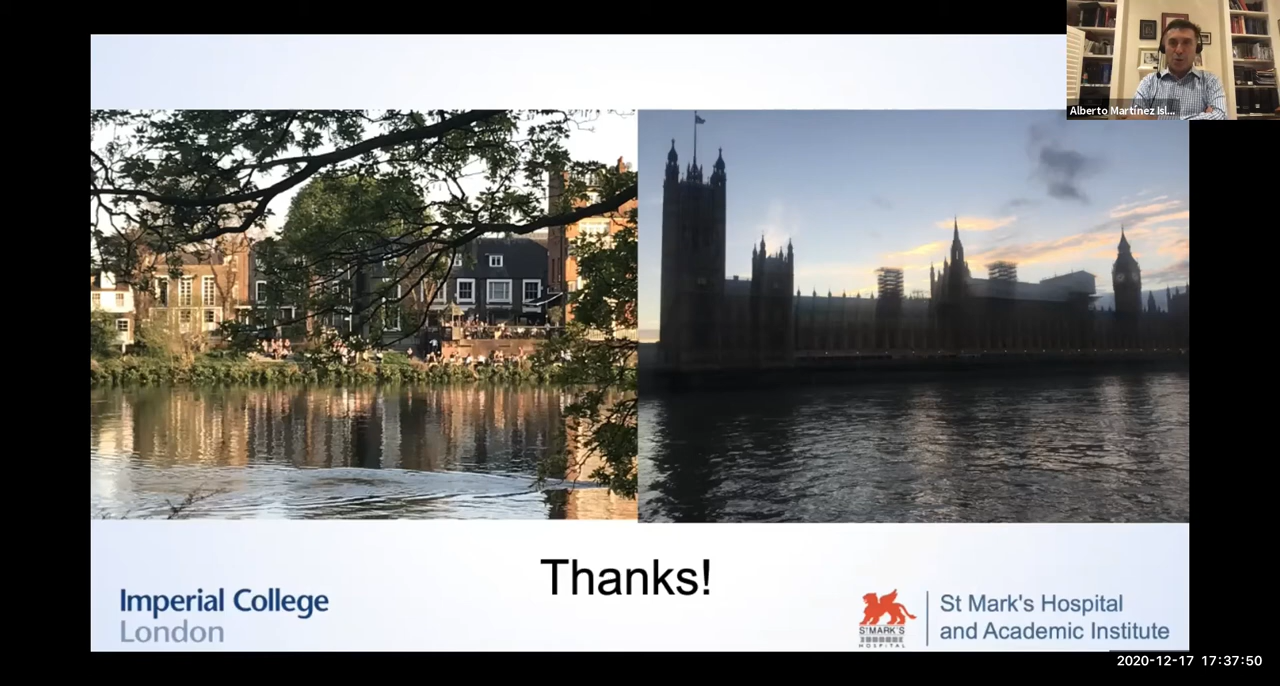 Alberto Martínez Isl...
Thanks!
Imperial College
London
ST MARK'S
HOSPITAL
St Mark's Hospital
and Academic Institute
2020-12-17 17:37:50